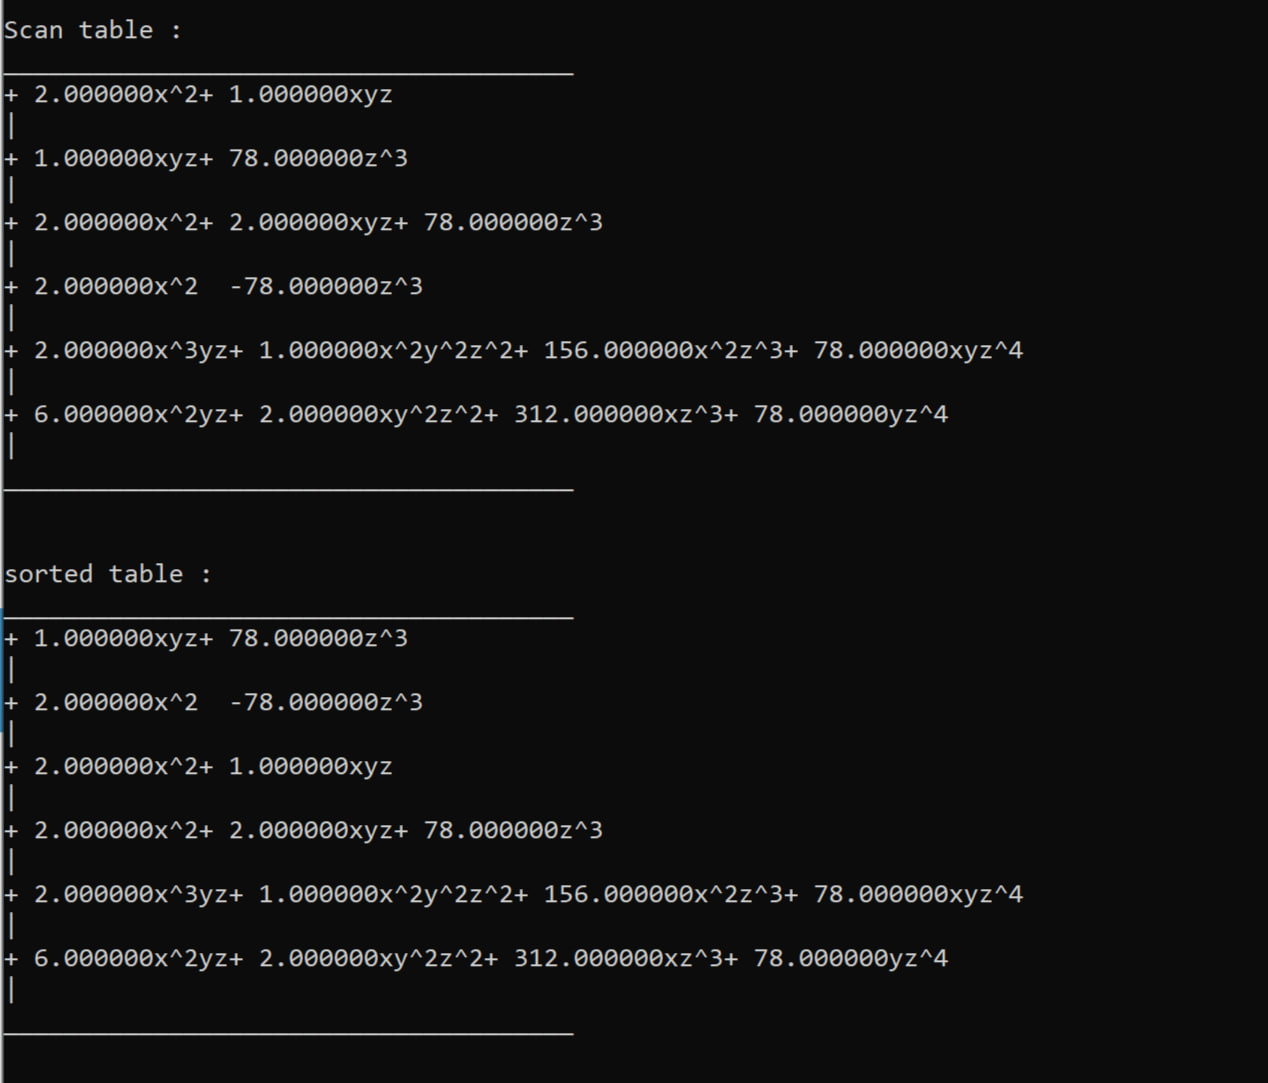 Scan table :
______________________________________
+ 2.000000x^2+ 1.000000xyz
|
+ 1.000000xyz+ 78.000000z^3
|
+ 2.000000x^2+ 2.000000xyz+ 78.000000z^3
|
+ 2.000000x^2  -78.000000z^3
|
+ 2.000000x^3yz+ 1.000000x^2y^2z^2+ 156.000000x^2z^3+ 78.000000xyz^4
|
+ 6.000000x^2yz+ 2.000000xy^2z^2+ 312.000000xz^3+ 78.000000yz^4
|
______________________________________
sorted table :
______________________________________
+ 1.000000xyz+ 78.000000z^3
|
+ 2.000000x^2  -78.000000z^3
|
+ 2.000000x^2+ 1.000000xyz
|
+ 2.000000x^2+ 2.000000xyz+ 78.000000z^3
|
+ 2.000000x^3yz+ 1.000000x^2y^2z^2+ 156.000000x^2z^3+ 78.000000xyz^4
|
+ 6.000000x^2yz+ 2.000000xy^2z^2+ 312.000000xz^3+ 78.000000yz^4
|
______________________________________